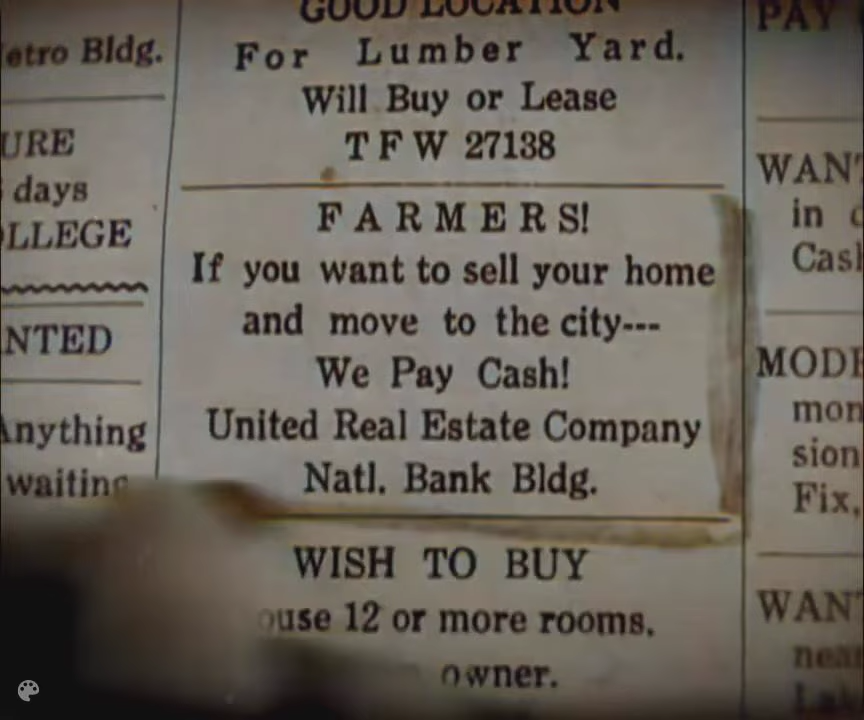 etro Bldg.
URE
days
LLEGE
NTED
Anything
waiting
GOOD LOCATION
For Lumber Yard.
Will Buy or Lease
T F W 27138
F A R M E R S!
If you want to sell your home
and move to the city---
We Pay Cash!
United Real Estate Company
Natl. Bank Bldg.
WISH TO BUY
ouse 12 or more rooms.
owner.
PAY
WANT
in
Cash
MODE
mon
sion
Fix,
WANT
near